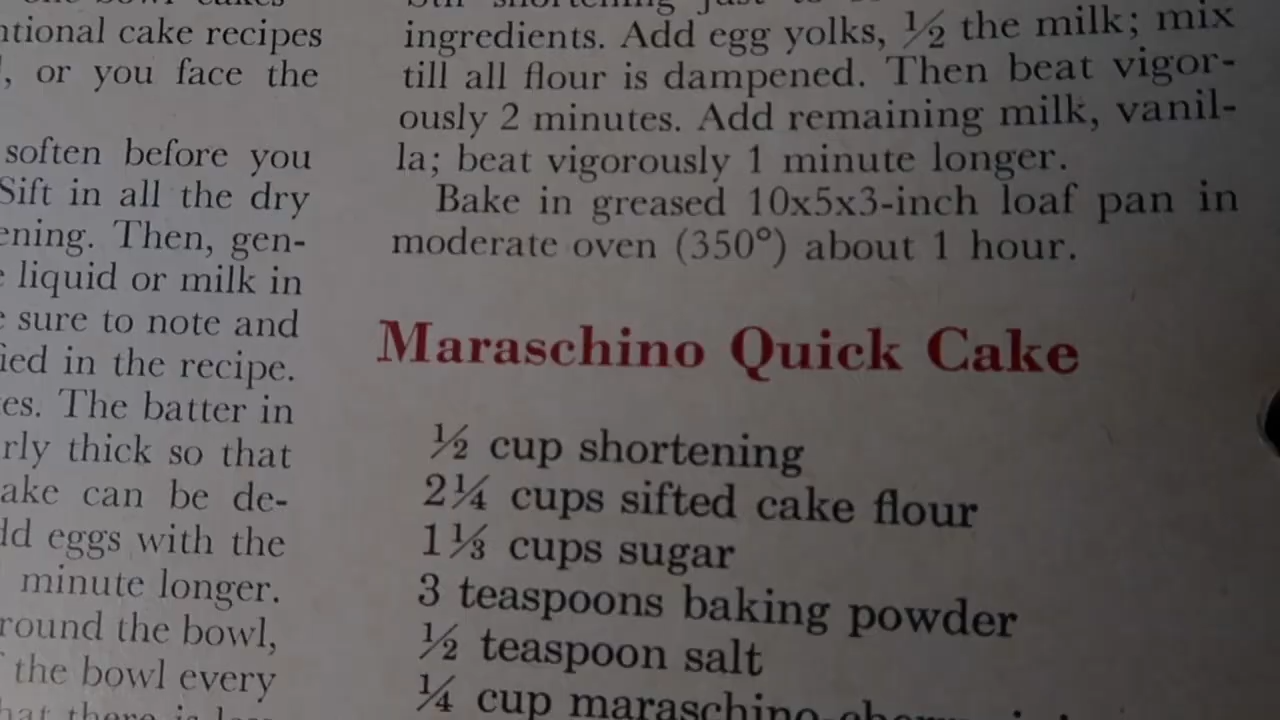 ntional cake recipes
, or you face the
soften before you
Sift in all the dry
ening. Then, gen-
e liquid or milk in
e sure to note and
fied in the recipe.
es. The batter in
rly thick so that
ake can be de-
dd eggs with the
minute longer.
round the bowl,
the bowl every
ingredients. Add egg yolks, ½ the milk; mix
till all flour is dampened. Then beat vigor-
ously 2 minutes. Add remaining milk, vanil-
la; beat vigorously 1 minute longer.
Bake in greased 10x5x3-inch loaf pan in
moderate oven (350°) about 1 hour.
Maraschino Quick Cake
½ cup shortening
2¼ cups sifted cake flour
1⅓ cups sugar
3 teaspoons baking powder
½ teaspoon salt
¼ cup maraschino